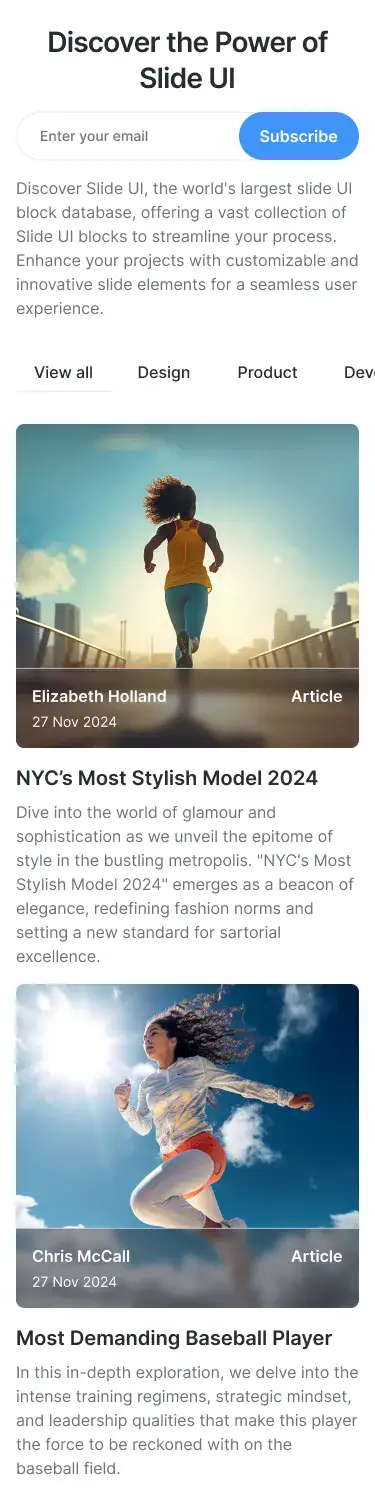 Discover the Power of
Slide UI
Enter your email
Subscribe
Discover Slide UI, the world's largest slide UI
block database, offering a vast collection of
Slide UI blocks to streamline your process.
Enhance your projects with customizable and
innovative slide elements for a seamless user
experience.
View all Design Product Deve
Elizabeth Holland Article
27 Nov 2024
NYC’s Most Stylish Model 2024
Dive into the world of glamour and
sophistication as we unveil the epitome of
style in the bustling metropolis. "NYC's Most
Stylish Model 2024" emerges as a beacon of
elegance, redefining fashion norms and
setting a new standard for sartorial
excellence.
Chris McCall Article
27 Nov 2024
Most Demanding Baseball Player
In this in-depth exploration, we delve into the
intense training regimens, strategic mindset,
and leadership qualities that make this player
the force to be reckoned with on the
baseball field.